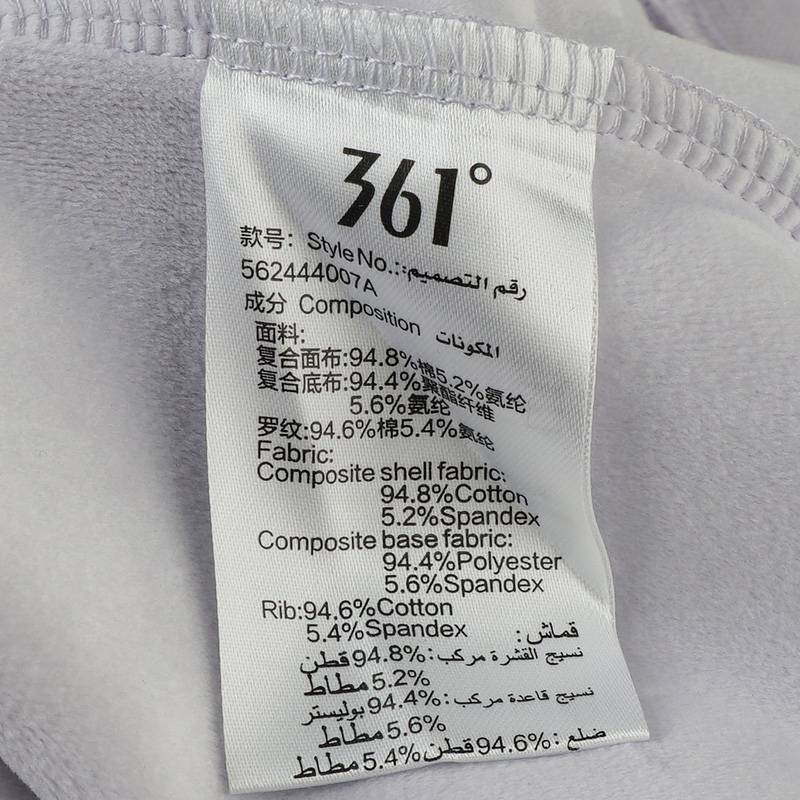 361°
款号：Style No.:رقم التصميم:
562444007A
成分 Composition المكونات
面料:
复合面布:94.8%棉5.2%氨纶
复合底布:94.4%聚酯纤维
5.6%氨纶
罗纹:94.6%棉5.4%氨纶
Fabric:
Composite shell fabric:
94.8%Cotton
5.2%Spandex
Composite base fabric:
94.4%Polyester
5.6%Spandex
Rib:94.6%Cotton
5.4%Spandex
قماش:
نسيج القشرة مركب:94.8%قطن
5.2%مطاط
نسيج قاعدة مركب:94.4%بوليستر
5.6%مطاط
ضلع:94.6%قطن5.4%مطاط